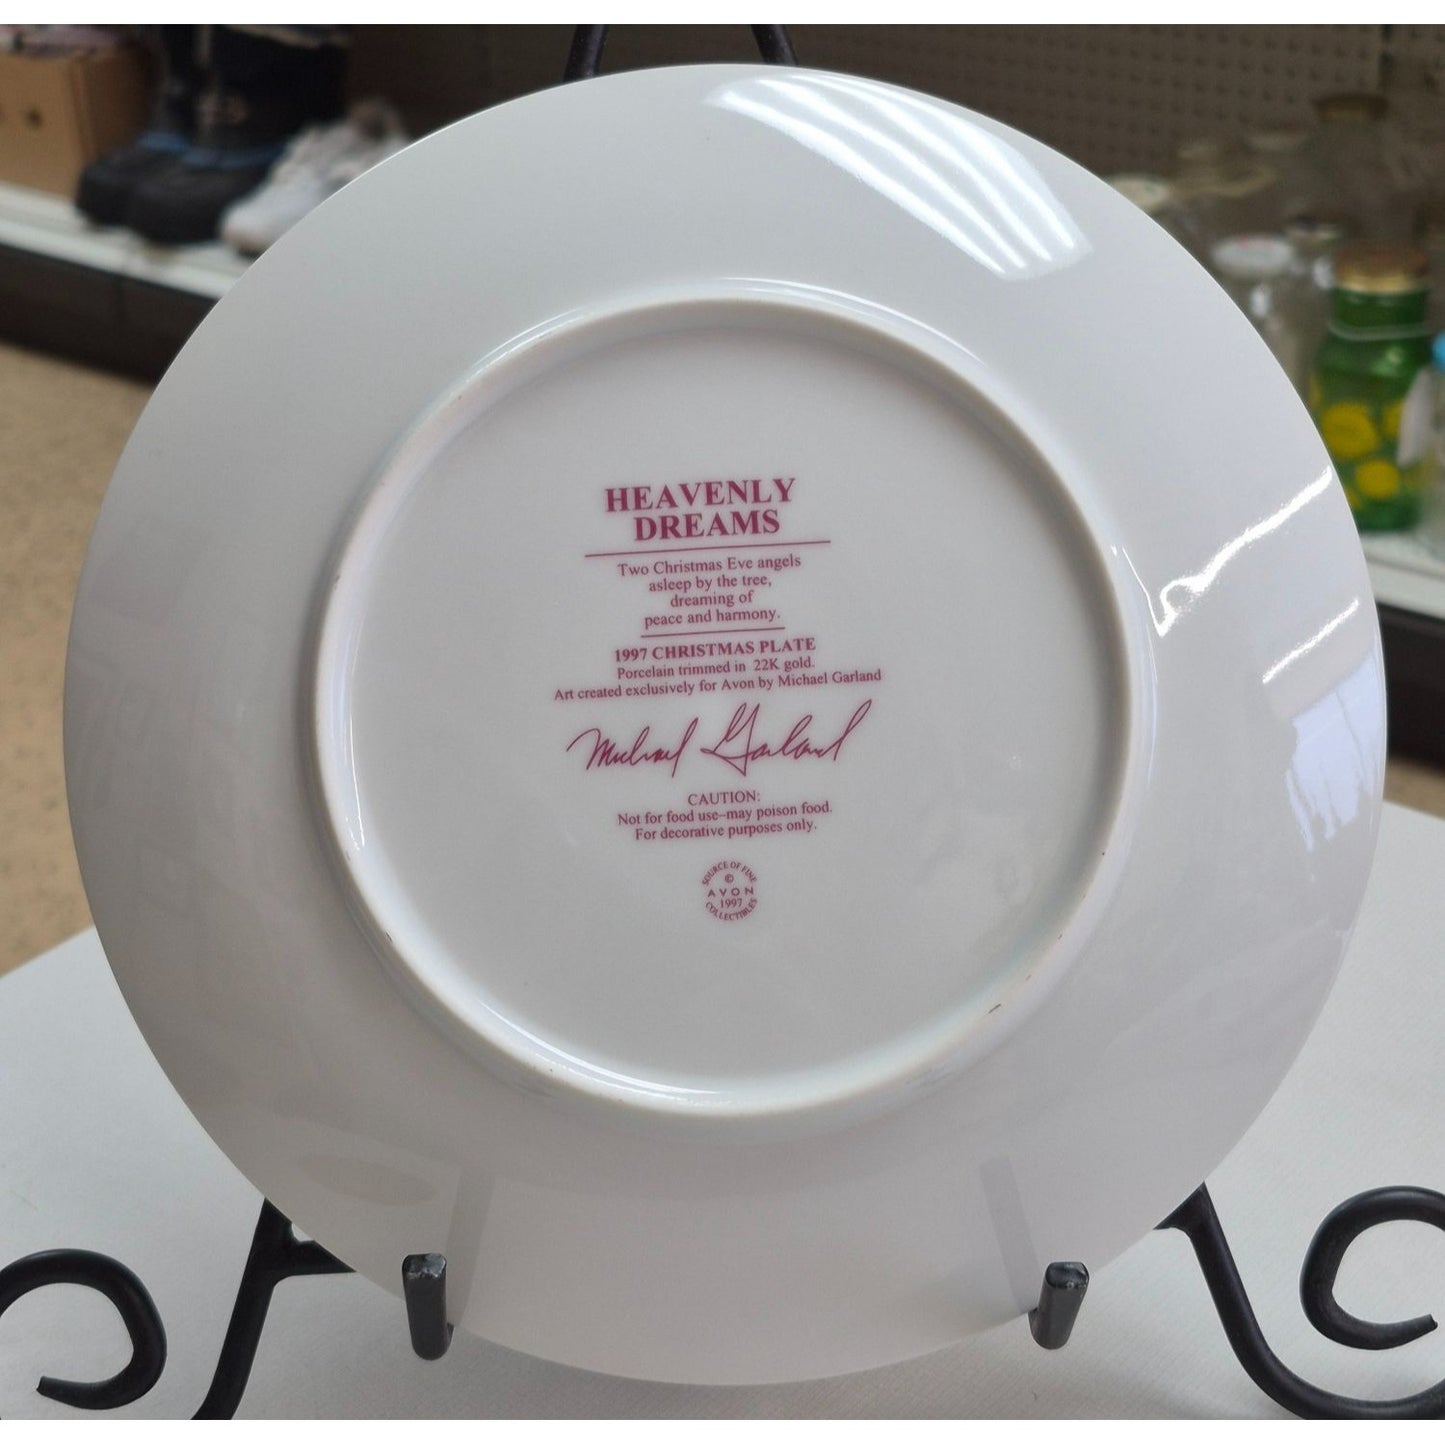 HEAVENLY
DREAMS
Two Christmas Eve angels
asleep by the tree,
dreaming of
peace and harmony.
1997 CHRISTMAS PLATE
Porcelain trimmed in 22K gold.
Art created exclusively for Avon by Michael Garland
Michael Garland
CAUTION:
Not for food use–may poison food.
For decorative purposes only.
SOURCE OF FINE
©
AVON
1997
COLLECTIBLES